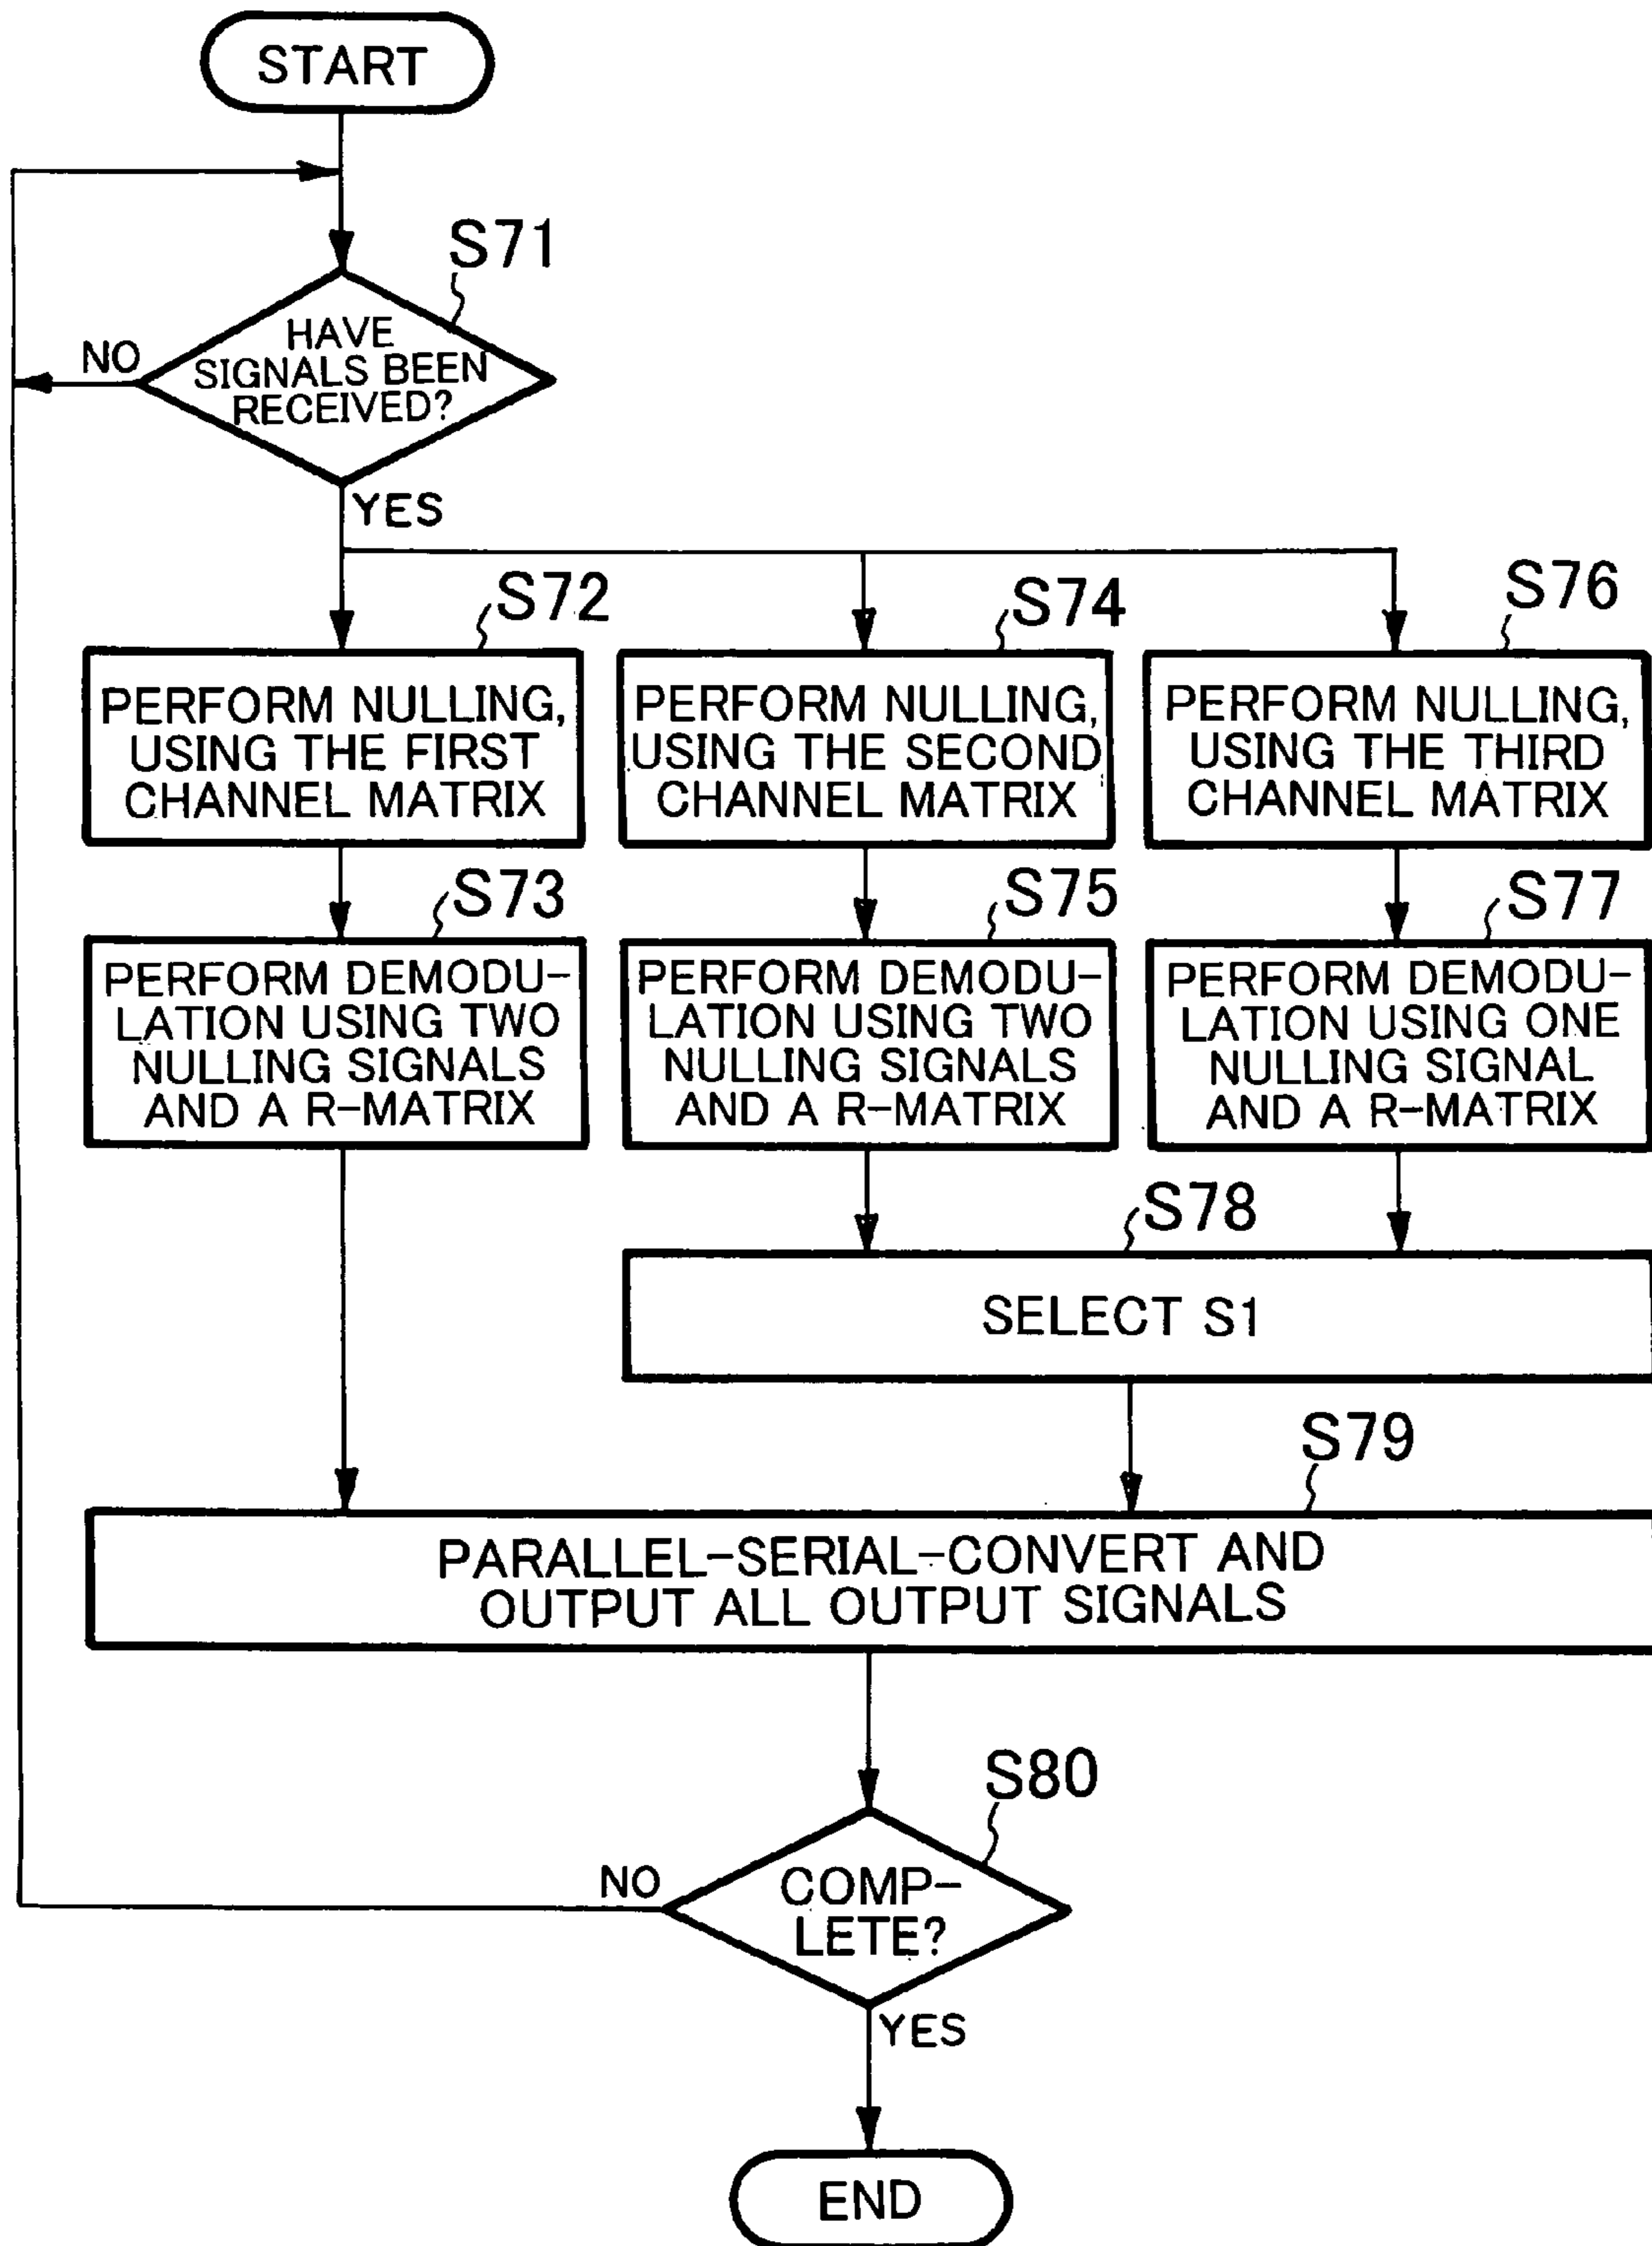 START
S71
HAVE
SIGNALS BEEN
RECEIVED?
NO
YES
S72
PERFORM NULLING,
USING THE FIRST
CHANNEL MATRIX
S74
PERFORM NULLING,
USING THE SECOND
CHANNEL MATRIX
S76
PERFORM NULLING,
USING THE THIRD
CHANNEL MATRIX
S73
PERFORM DEMODU-
LATION USING TWO
NULLING SIGNALS
AND A R-MATRIX
S75
PERFORM DEMODU-
LATION USING TWO
NULLING SIGNALS
AND A R-MATRIX
S77
PERFORM DEMODU-
LATION USING ONE
NULLING SIGNAL
AND A R-MATRIX
S78
SELECT S1
S79
PARALLEL-SERIAL-CONVERT AND
OUTPUT ALL OUTPUT SIGNALS
S80
COMP-
LETE?
NO
YES
END